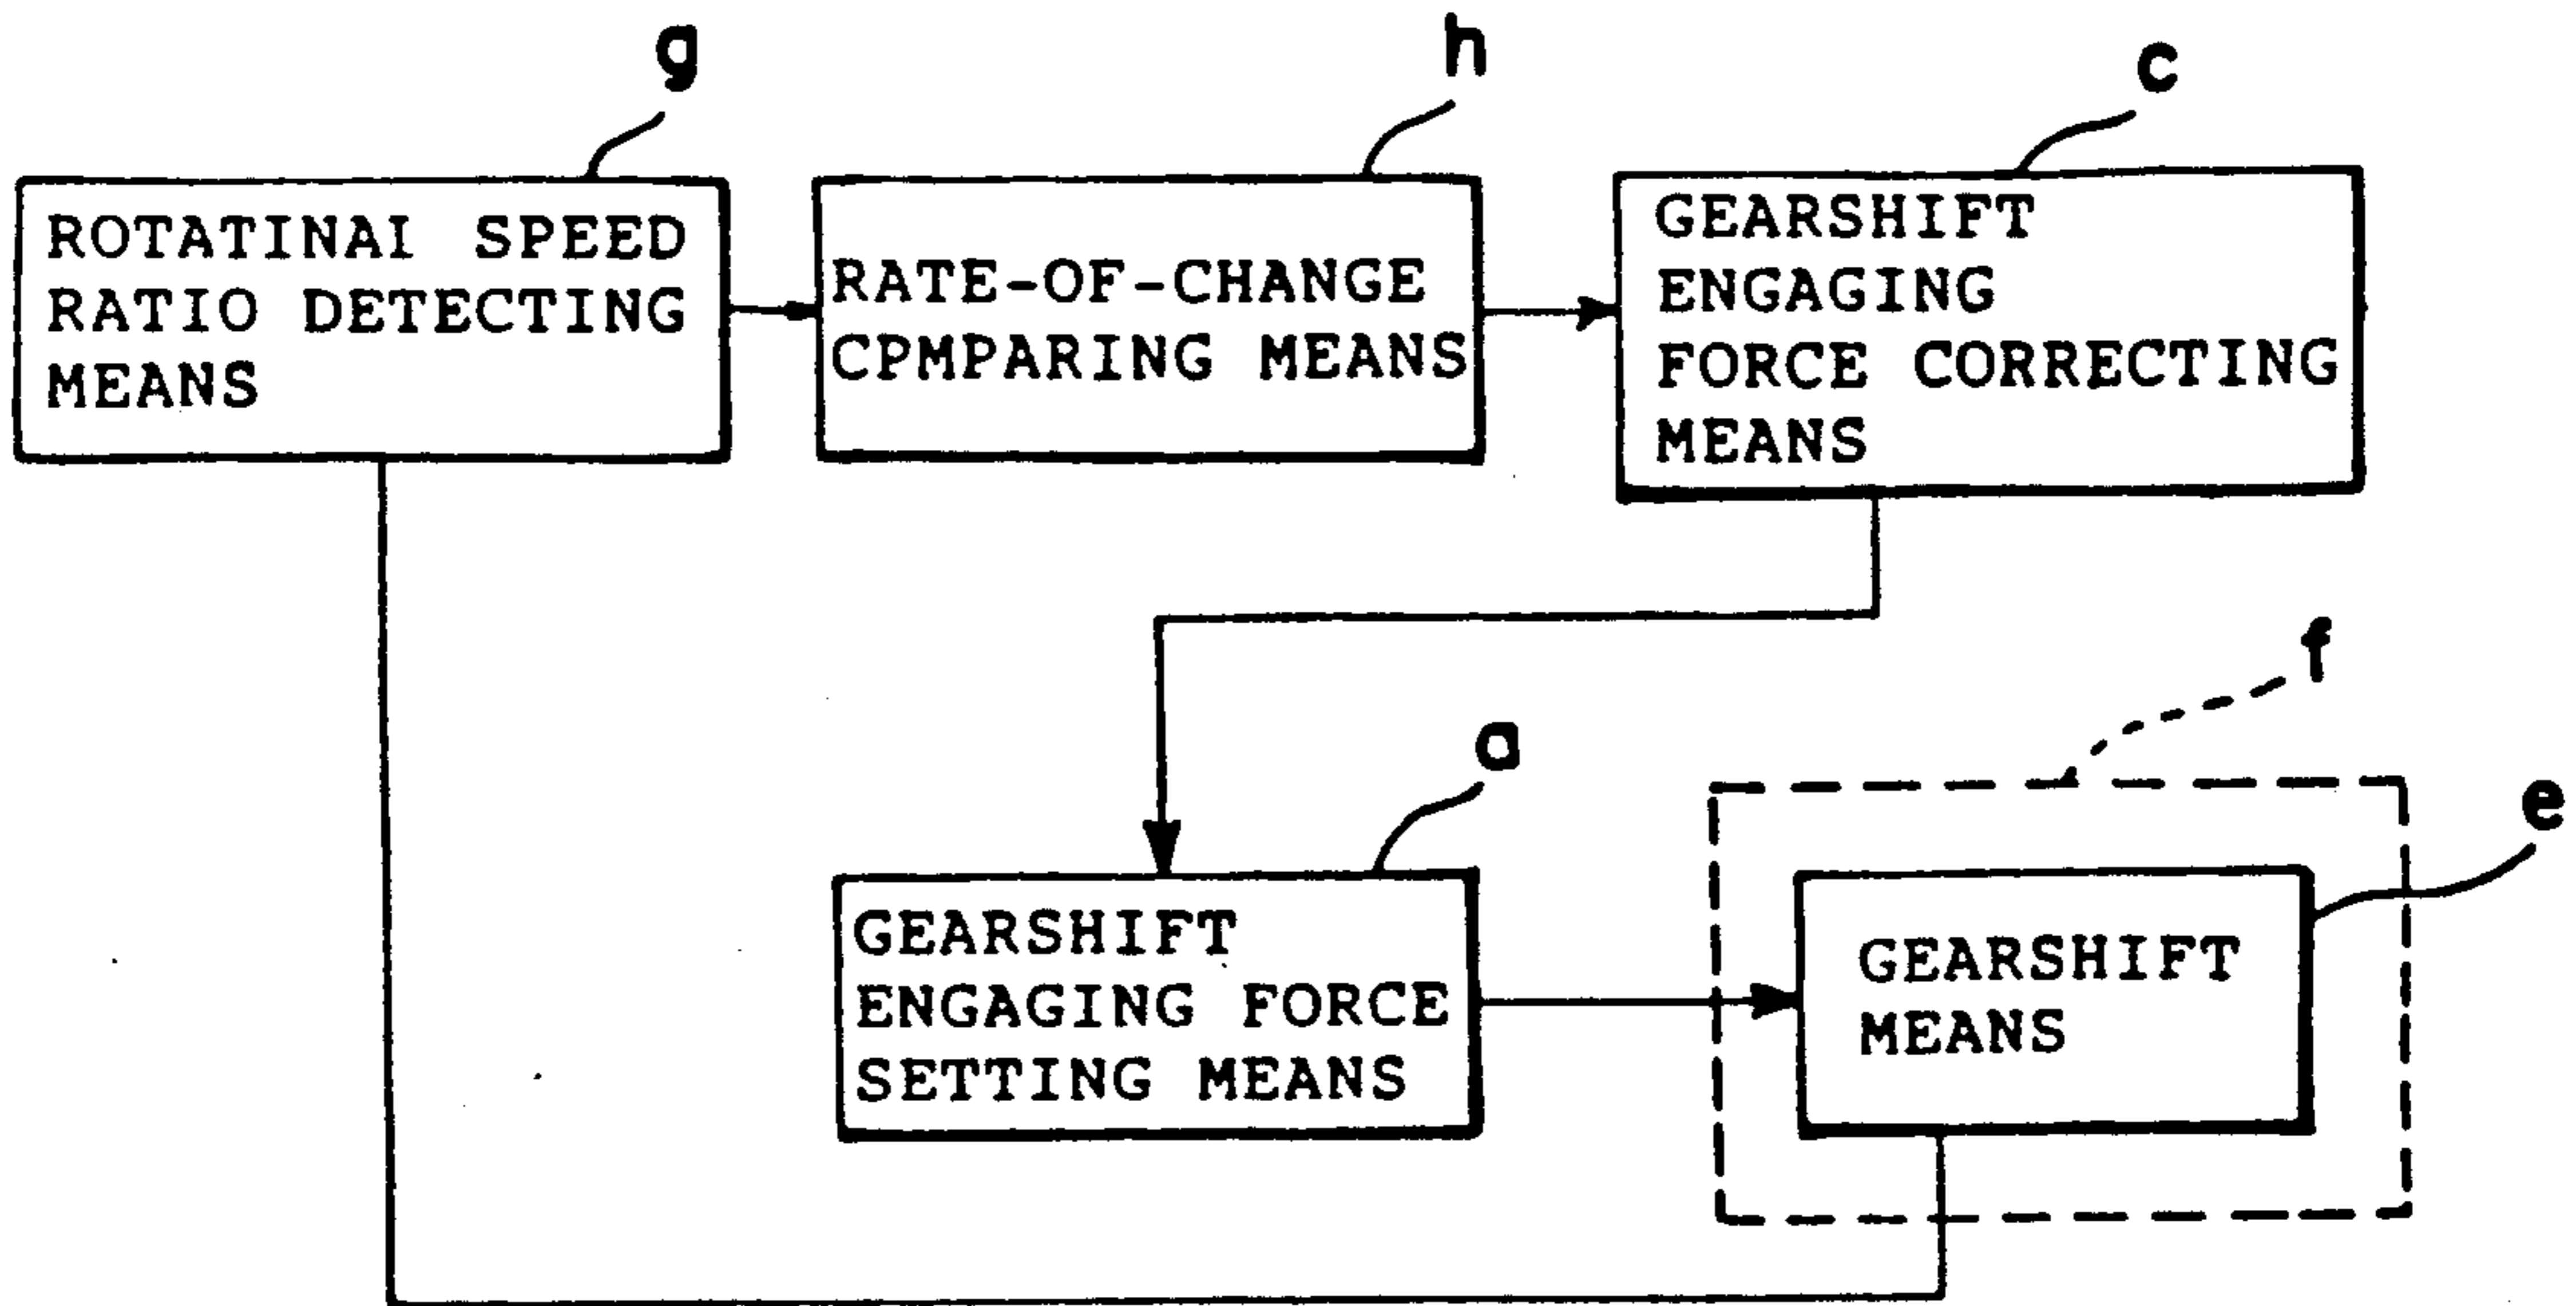 g
h
c
ROTATINAI SPEED
RATIO DETECTING
MEANS
RATE-OF-CHANGE
CPMPARING MEANS
GEARSHIFT
ENGAGING
FORCE CORRECTING
MEANS
f
a
e
GEARSHIFT
ENGAGING FORCE
SETTING MEANS
GEARSHIFT
MEANS